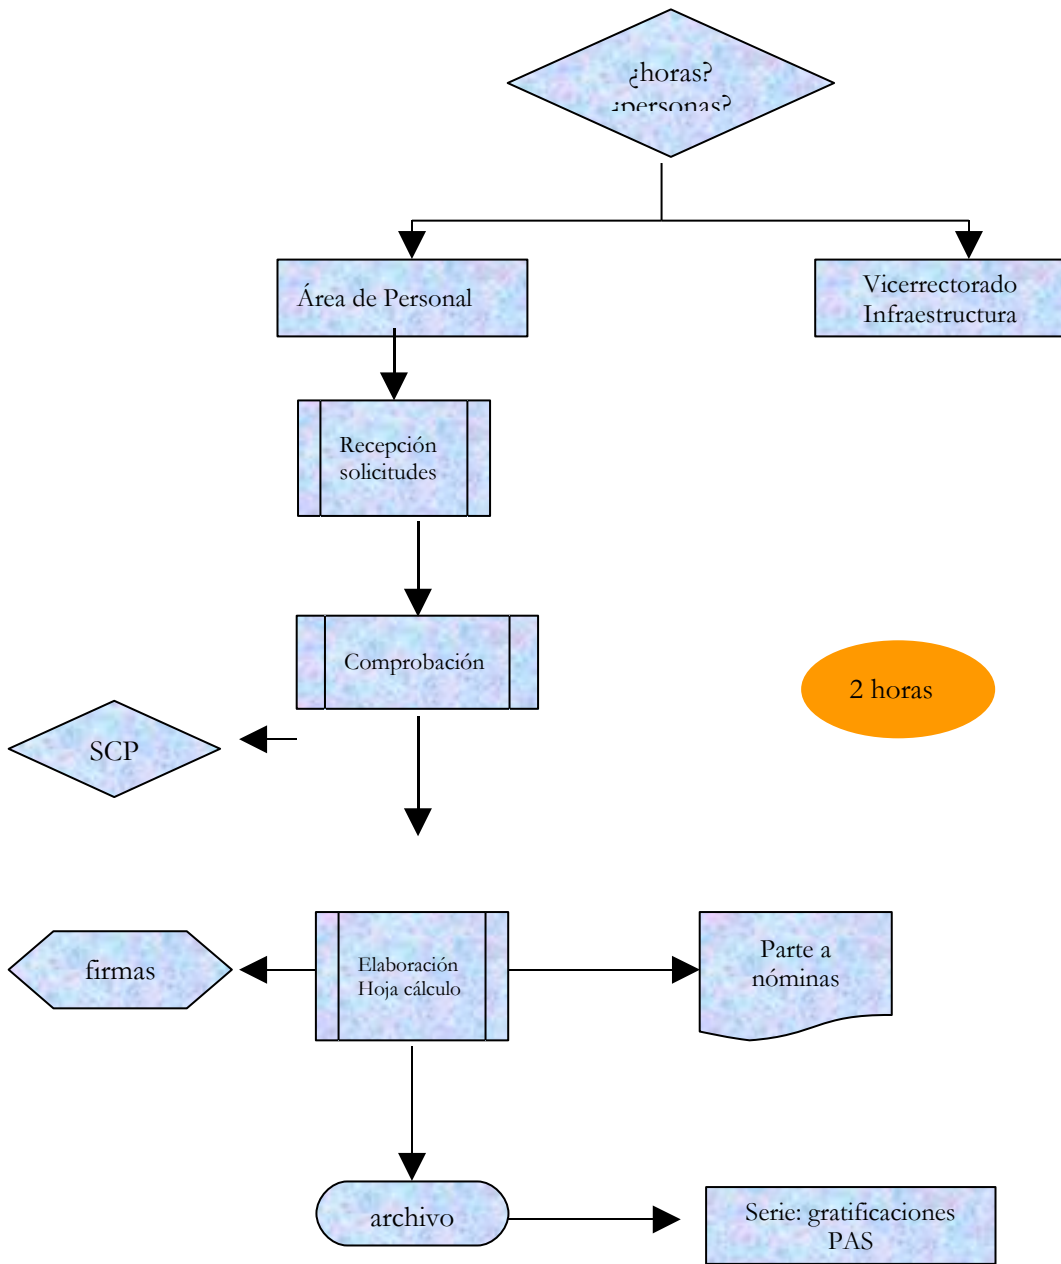 ¿horas?
¿personas?
Área de Personal
Vicerrectorado
Infraestructura
Recepción
solicitudes
Comprobación
2 horas
SCP
firmas
Elaboración
Hoja cálculo
Parte a
nóminas
archivo
Serie: gratificaciones
PAS